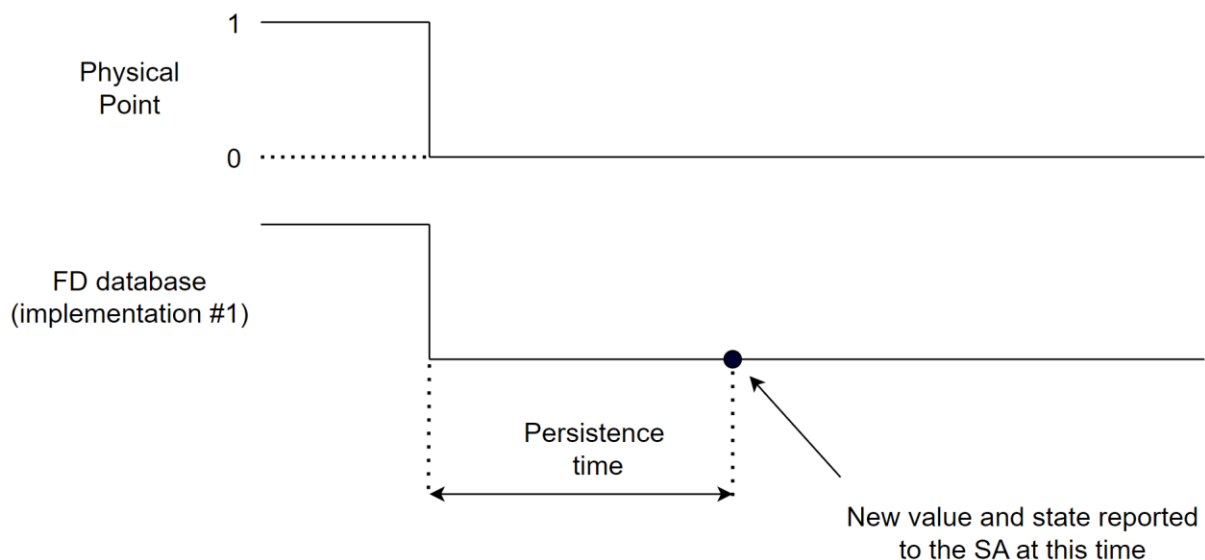 1
Physical
Point
0
FD database
(implementation #1)
Persistence
time
New value and state reported
to the SA at this time